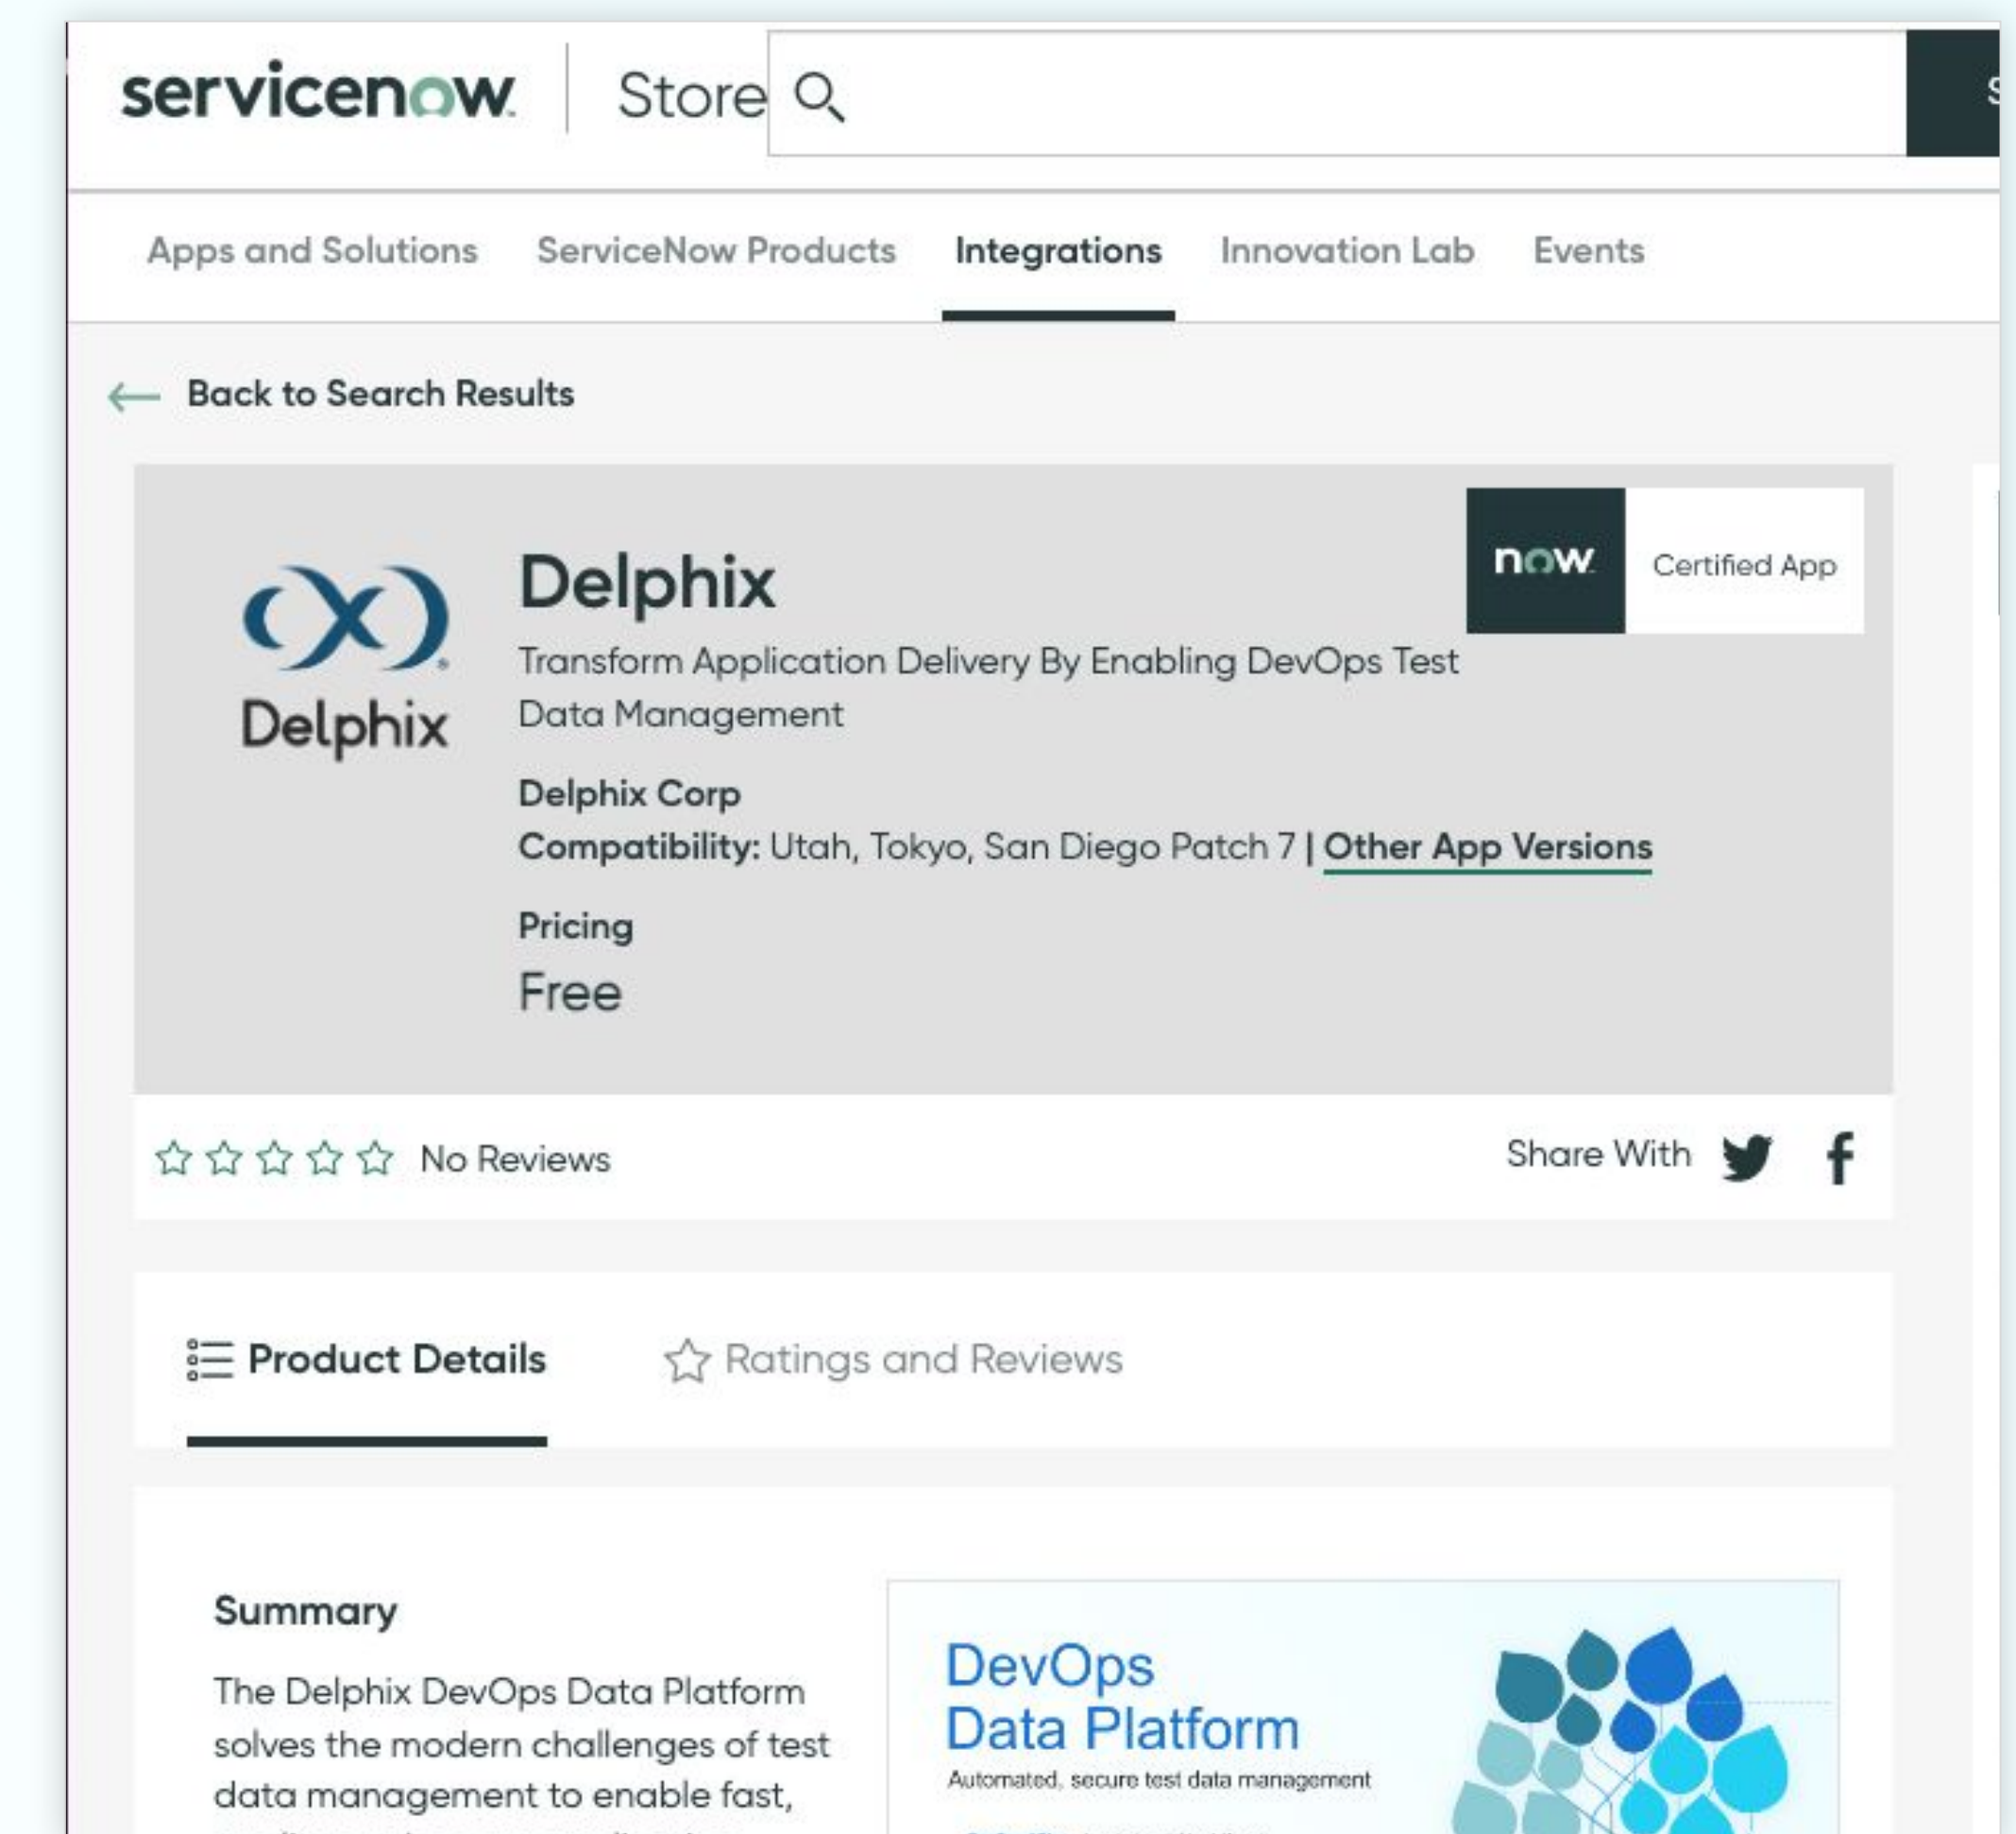 servicenow
Store
S
Apps and Solutions ServiceNow Products Integrations Innovation Lab Events
Back to Search Results
now
Certified App
Delphix
Delphix
Transform Application Delivery By Enabling DevOps Test
Data Management
Delphix Corp
Compatibility: Utah, Tokyo, San Diego Patch 7 | Other App Versions
Pricing
Free
No Reviews
Share With
Product Details
Ratings and Reviews
Summary
The Delphix DevOps Data Platform
solves the modern challenges of test
data management to enable fast,
DevOps
Data Platform
Automated, secure test data management